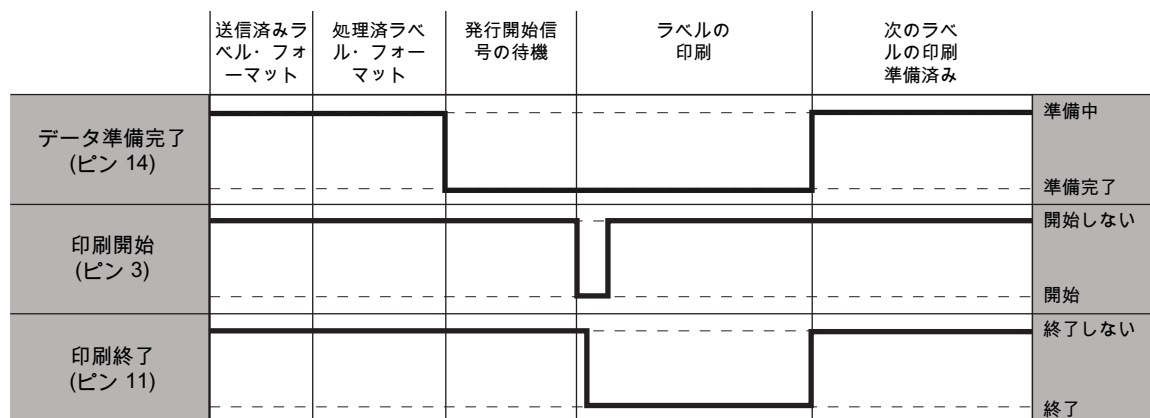 送信済みラ
ベル・フォ
ーマット
処理済ラベ
ル・フォー
マット
発行開始信
号の待機
ラベルの
印刷
次のラベ
ルの印刷
準備済み
データ準備完了
(ピン 14)
準備中
準備完了
印刷開始
(ピン 3)
開始しない
開始
印刷終了
(ピン 11)
終了しない
終了